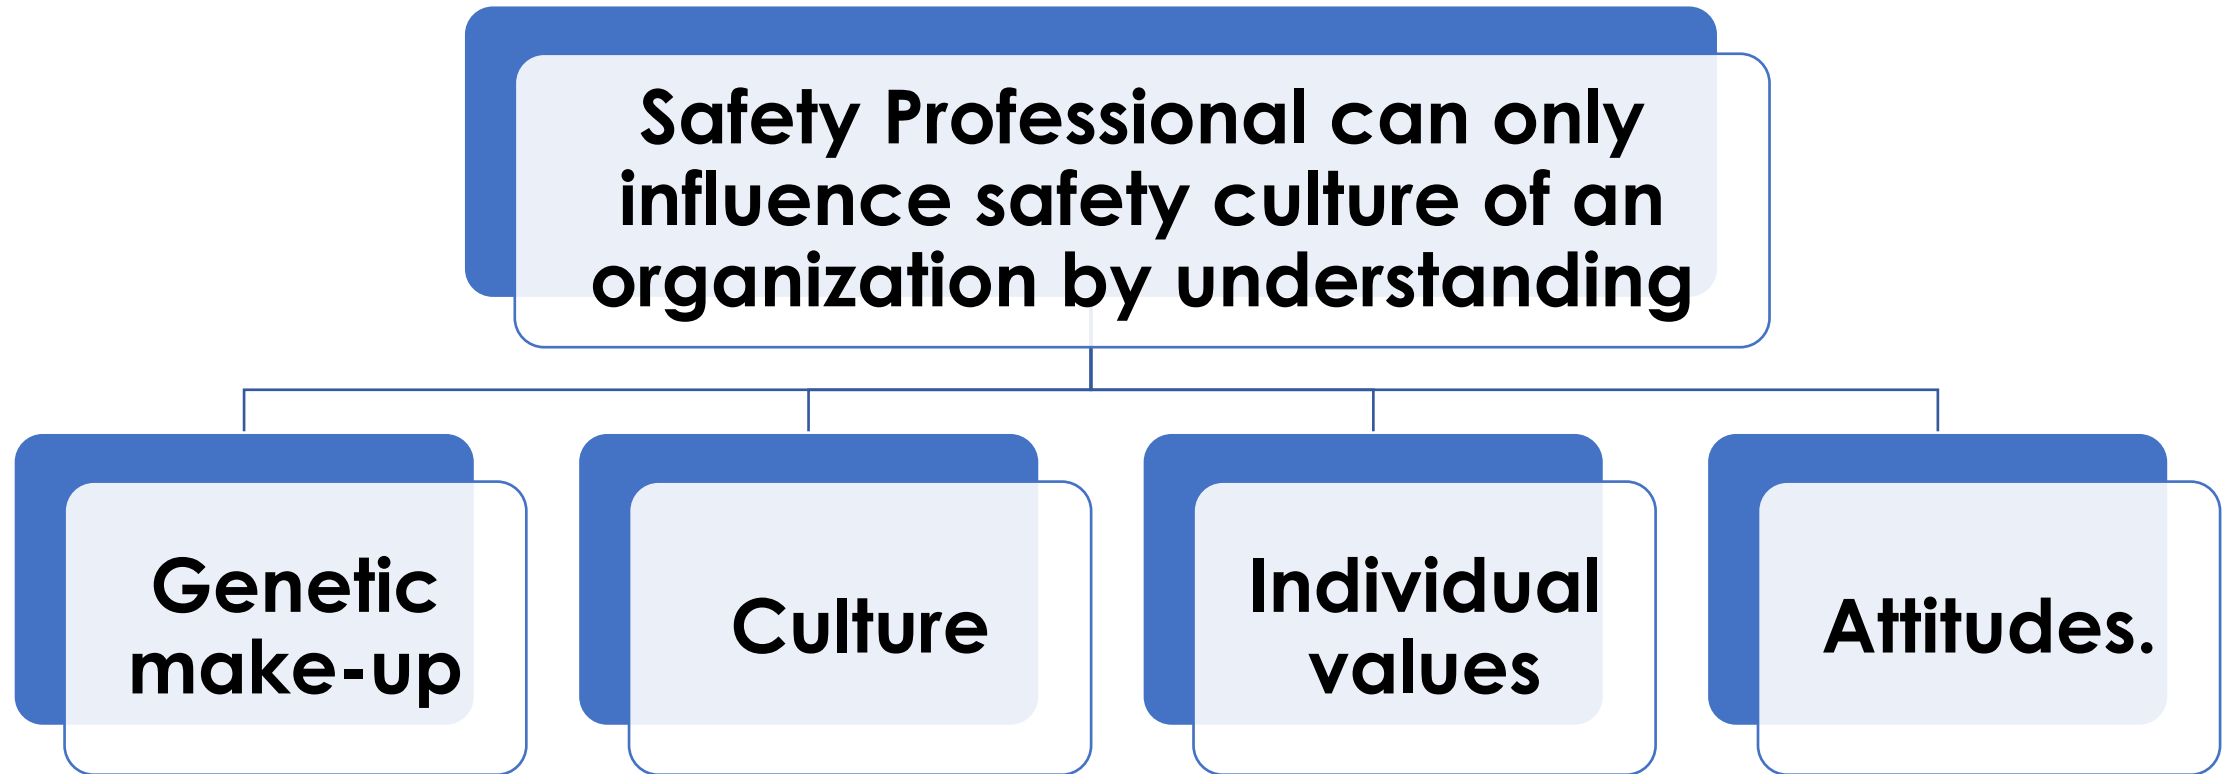 Safety Professional can only
influence safety culture of an
organization by understanding
Genetic
make-up
Culture
Individual
values
Attitudes.